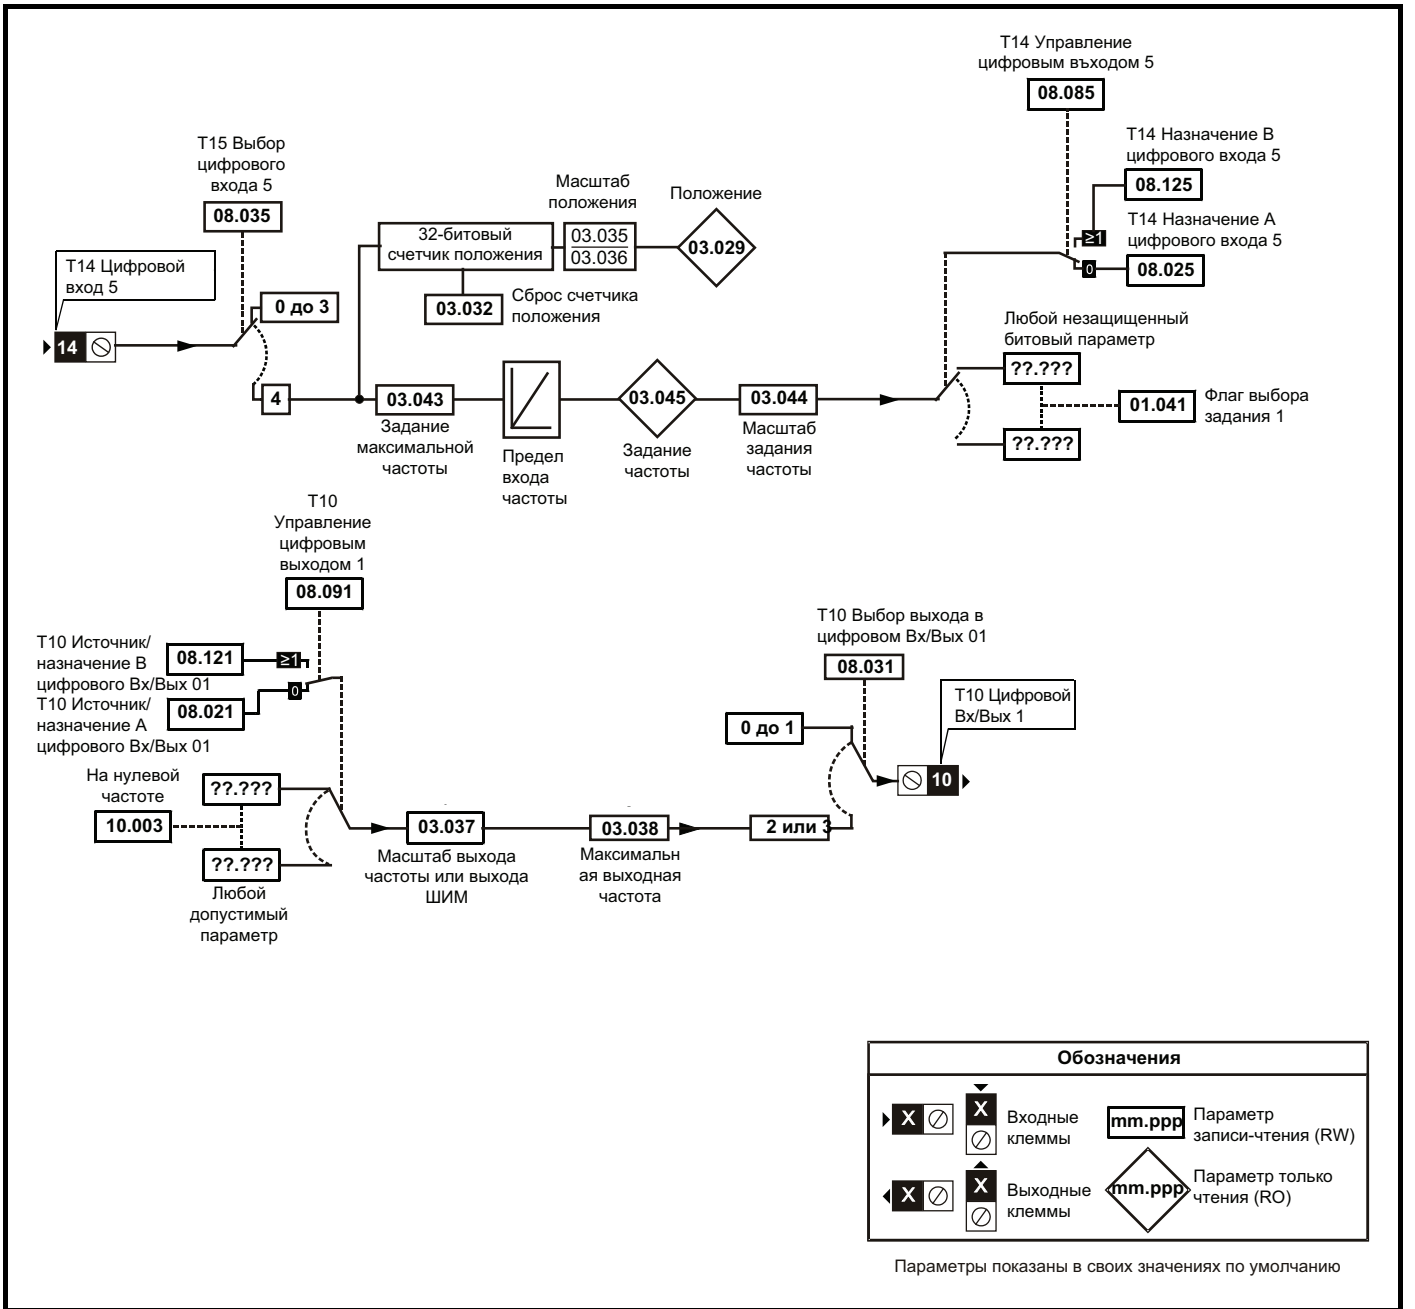 T14 Управление
цифровым въходом 5
08.085
T14 Назначение B
цифрового входа 5
08.125
T14 Назначение A
цифрового входа 5
≥1
0
08.025
T15 Выбор
цифрового
входа 5
08.035
Масштаб
положения
Положение
32-битовый
счетчик положения
03.035
03.036
03.029
T14 Цифровой
вход 5
0 до 3
03.032
Сброс счетчика
положения
14
4
03.043
Задание
максимальной
частоты
Предел
входа
частоты
03.045
Задание
частоты
03.044
Масштаб
задания
частоты
Любой незащищенный
битовый параметр
??.???
01.041
Флаг выбора
задания 1
??.???
T10
Управление
цифровым
выходом 1
08.091
T10 Источник/
назначение B
цифрового Вх/Вых 01
08.121
≥1
T10 Источник/
назначение A
цифрового Вх/Вых 01
08.021
0
На нулевой
частоте
10.003
??.???
??.???
Любой
допустимый
параметр
03.037
Масштаб выхода
частоты или выхода
ШИМ
03.038
Максимальн
ая выходная
частота
T10 Выбор выхода в
цифровом Вх/Вых 01
08.031
0 до 1
2 или 3
T10 Цифровой
Вх/Вых 1
10
Обозначения
X
X
Входные
клеммы
mm.ppp
Параметр
записи-чтения (RW)
X
X
Выходные
клеммы
mm.ppp
Параметр только
чтения (RO)
Параметры показаны в своих значениях по умолчанию